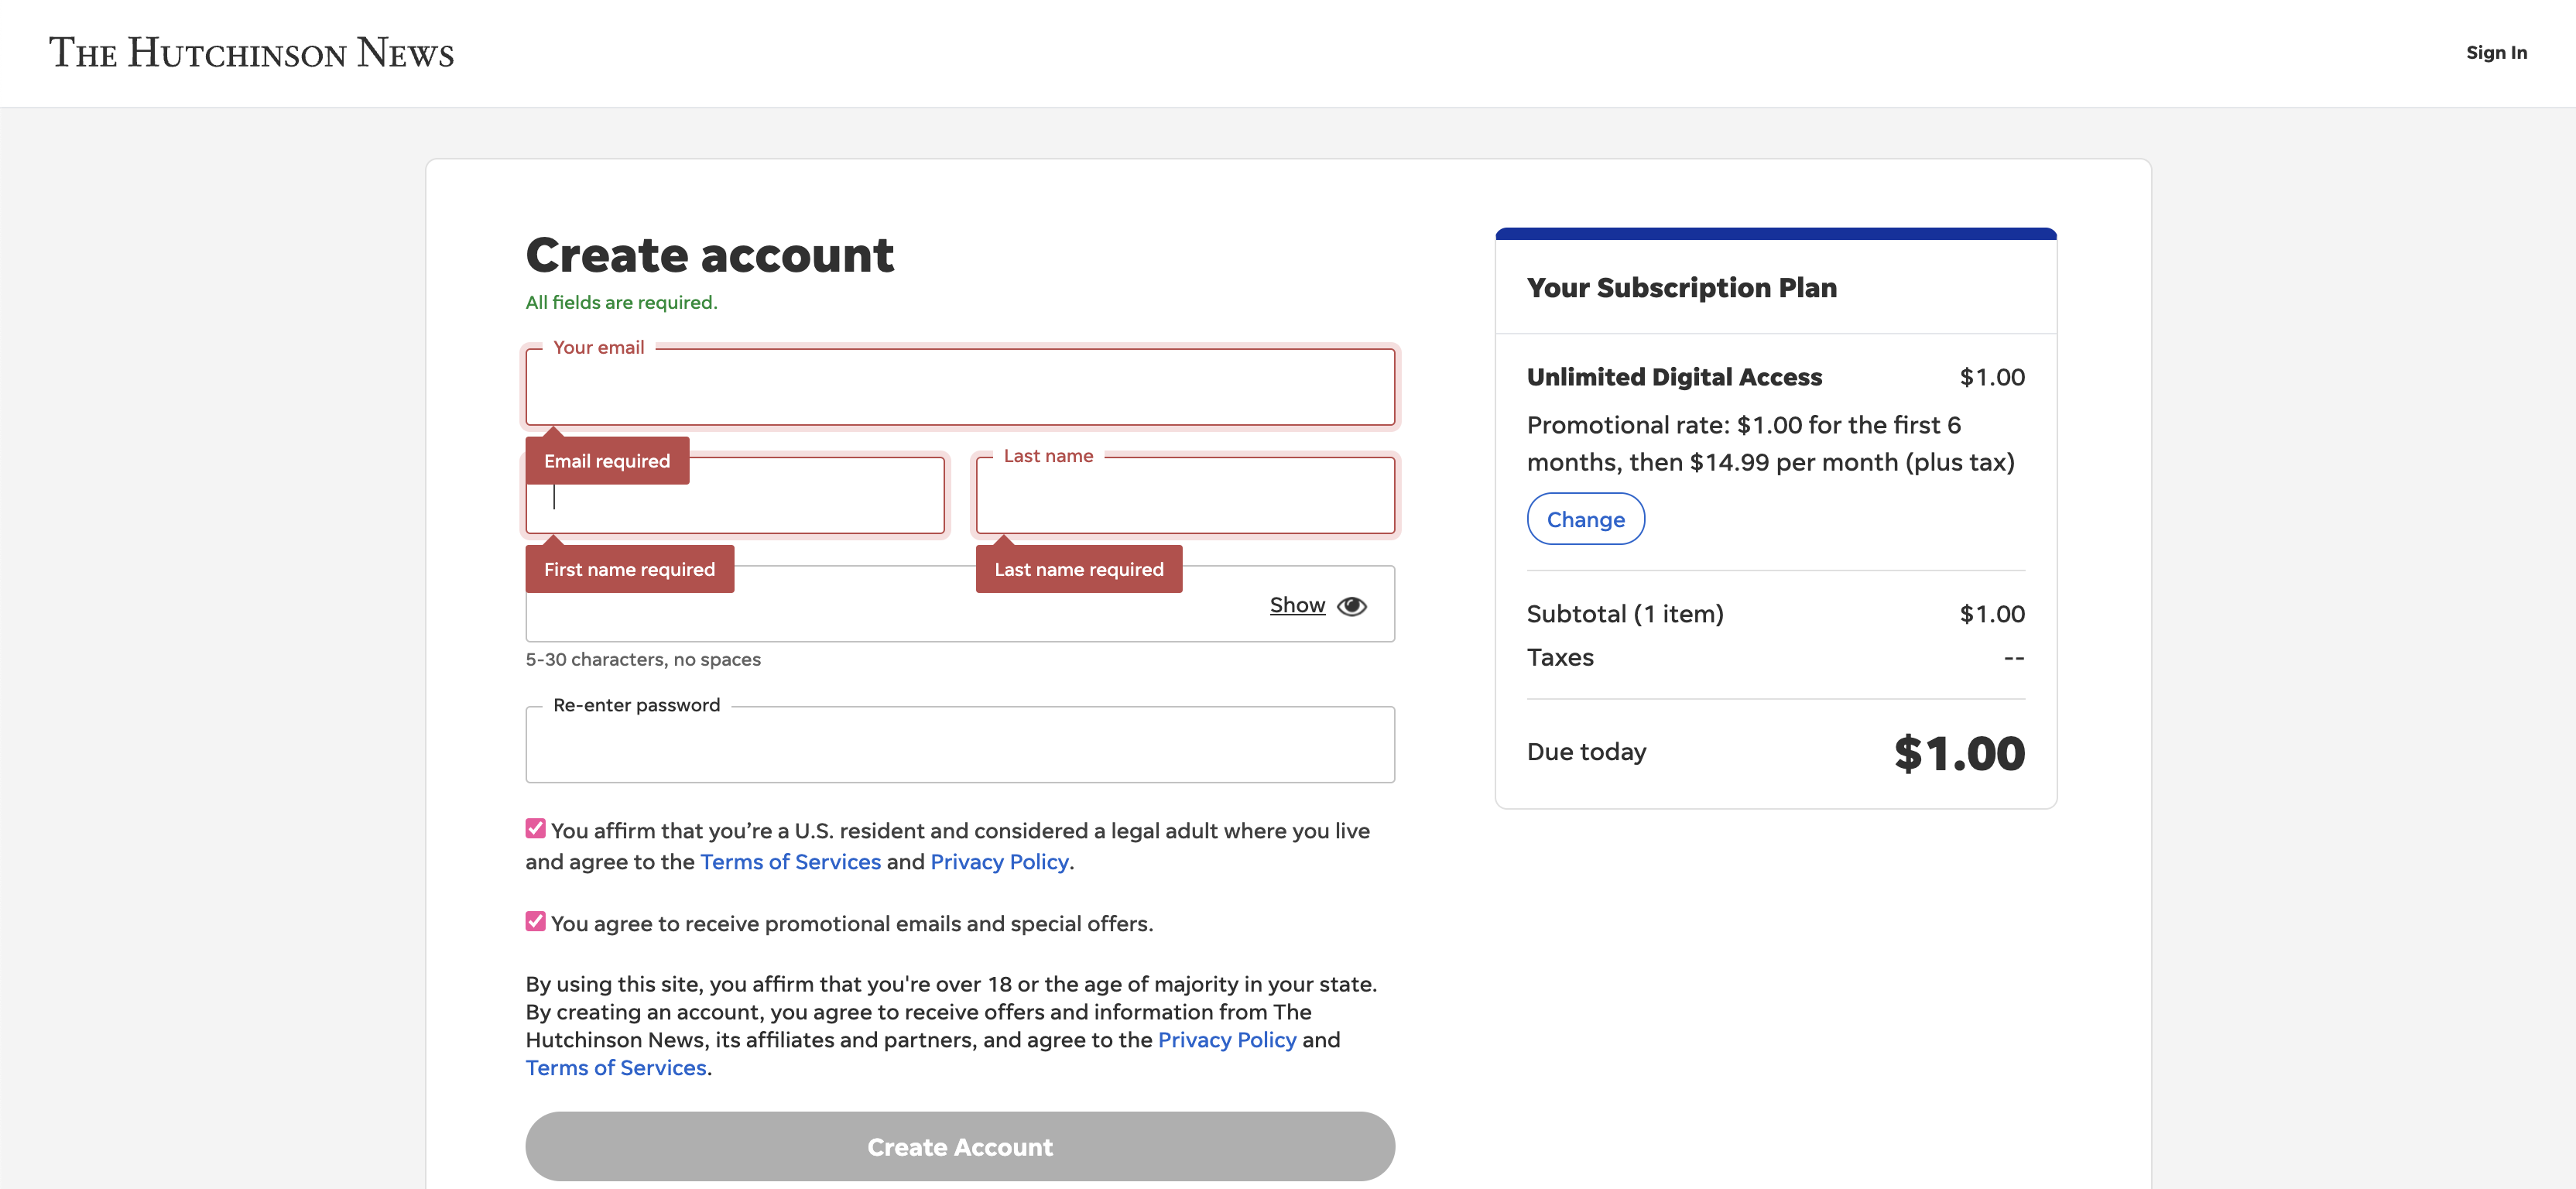 The Hutchinson News
Sign In
Create account
All fields are required.
Your email
Email required
Last name
First name required
Last name required
Show
5-30 characters, no spaces
Re-enter password
You affirm that you’re a U.S. resident and considered a legal adult where you live
and agree to the Terms of Services and Privacy Policy.
You agree to receive promotional emails and special offers.
By using this site, you affirm that you're over 18 or the age of majority in your state.
By creating an account, you agree to receive offers and information from The
Hutchinson News, its affiliates and partners, and agree to the Privacy Policy and
Terms of Services.
Create Account
Your Subscription Plan
Unlimited Digital Access $1.00
Promotional rate: $1.00 for the first 6
months, then $14.99 per month (plus tax)
Change
Subtotal (1 item) $1.00
Taxes --
Due today $1.00